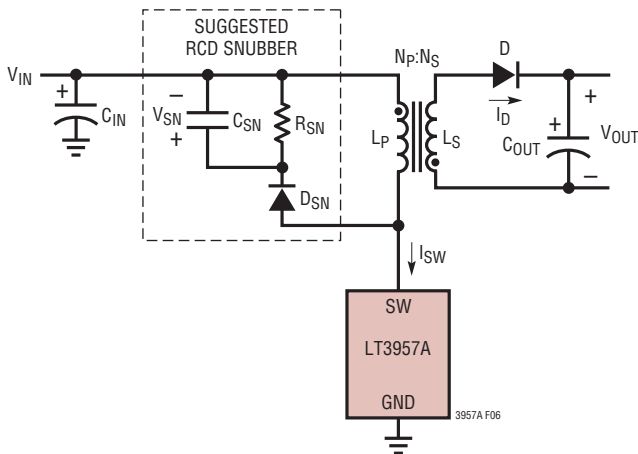 SUGGESTED
RCD SNUBBER
VIN
+
CIN
−
VSN
+
CSN
RSN
DSN
NP:NS
LP
LS
D
ID
+
COUT
+
VOUT
−
ISW
SW
LT3957A
GND
3957A F06